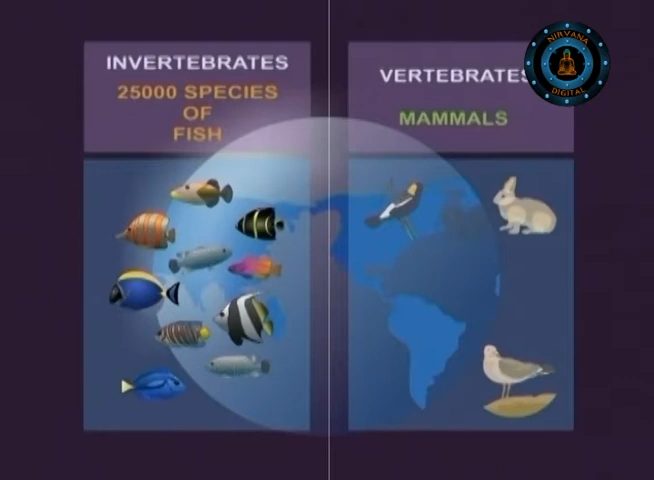 INVERTEBRATES
25000 SPECIES
OF
FISH
VERTEBRATES
MAMMALS
NIRVANA
DIGITAL